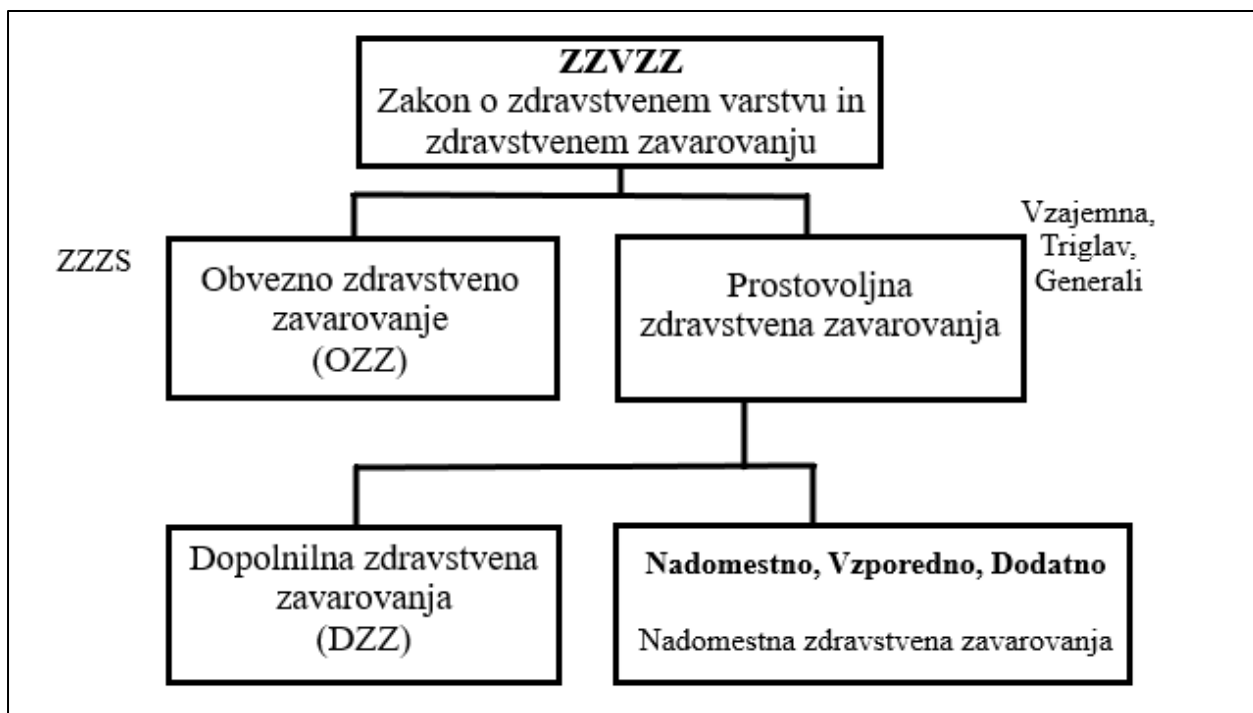 ZZVZZ
Zakon o zdravstvenem varstvu in
zdravstvenem zavarovanju
ZZZS
Obvezno zdravstveno
zavarovanje
(OZZ)
Prostovoljna
zdravstvena zavarovanja
Vzajemna,
Triglav,
Generali
Dopolnilna zdravstvena
zavarovanja
(DZZ)
Nadomestno, Vzporedno, Dodatno
Nadomestna zdravstvena zavarovanja